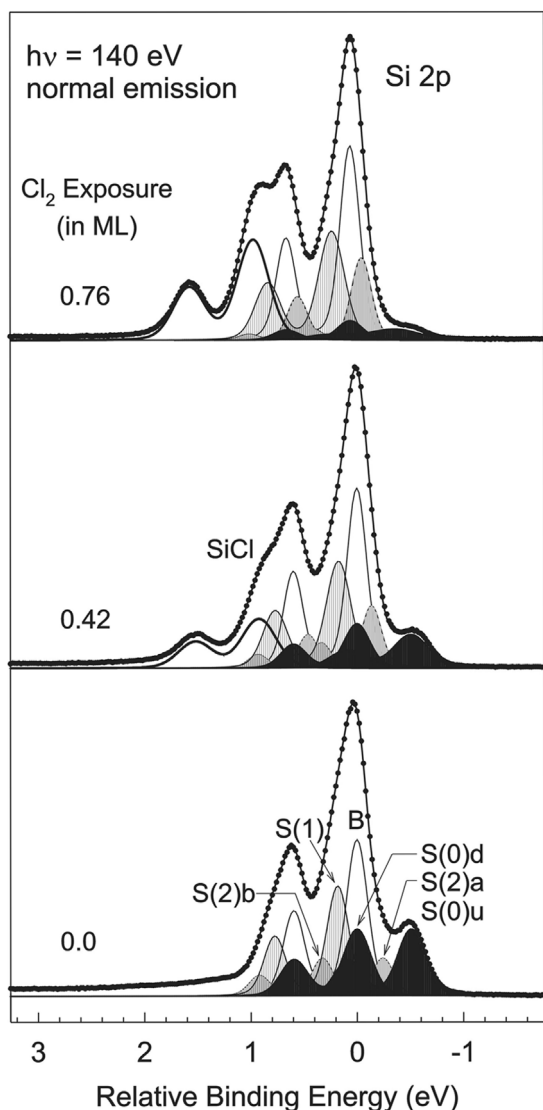 hν = 140 eV
normal emission
Si 2p
Cl₂ Exposure
(in ML)
0.76
SiCl
0.42
S(1)
B
S(0)d
S(2)b
S(2)a
S(0)u
0.0
3 2 1 0 -1
Relative Binding Energy (eV)